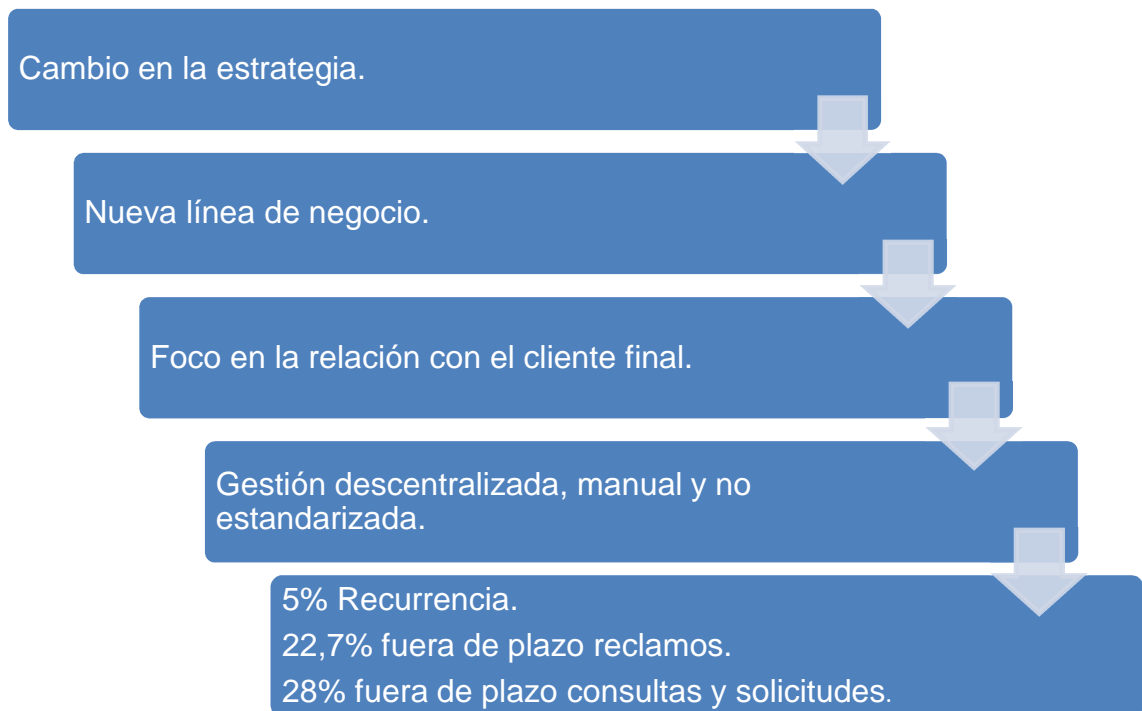 Cambio en la estrategia.
Nueva línea de negocio.
Foco en la relación con el cliente final.
Gestión descentralizada, manual y no
estandarizada.
5% Recurrencia.
22,7% fuera de plazo reclamos.
28% fuera de plazo consultas y solicitudes.